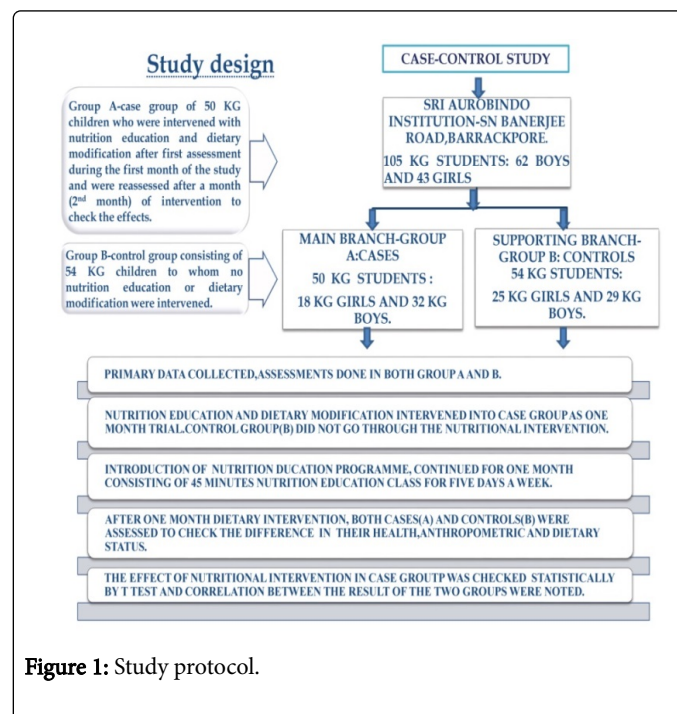 Study design
CASE-CONTROL STUDY
Group A-case group of 50 KG
children who were intervened with
nutrition education and dietary
modification after first assessment
during the first month of the study
and were reassessed after a month
(2nd month) of intervention to
check the effects.
SRI AUROBINDO
INSTITUTION-SN BANERJEE
ROAD,BARRACKPORE.
105 KG STUDENTS: 62 BOYS
AND 43 GIRLS
Group B-control group consisting of
54 KG children to whom no
nutrition education or dietary
modification were intervened.
MAIN BRANCH-GROUP
A:CASES
50 KG STUDENTS :
18 KG GIRLS AND 32 KG
BOYS.
SUPPORTING BRANCH-
GROUP B: CONTROLS
54 KG STUDENTS:
25 KG GIRLS AND 29 KG
BOYS.
PRIMARY DATA COLLECTED,ASSESSMENTS DONE IN BOTH GROUP A AND B.
NUTRITION EDUCATION AND DIETARY MODIFICATION INTERVENED INTO CASE GROUP AS ONE
MONTH TRIAL.CONTROL GROUP(B) DID NOT GO THROUGH THE NUTRITIONAL INTERVENTION.
INTRODUCTION OF NUTRITION DUCATION PROGRAMME, CONTINUED FOR ONE MONTH
CONSISTING OF 45 MINUTES NUTRITION EDUCATION CLASS FOR FIVE DAYS A WEEK.
AFTER ONE MONTH DIETARY INTERVENTION, BOTH CASES(A) AND CONTROLS(B) WERE
ASSESSED TO CHECK THE DIFFERENCE IN THEIR HEALTH,ANTHROPOMETRIC AND DIETARY
STATUS.
THE EFFECT OF NUTRITIONAL INTERVENTION IN CASE GROUTP WAS CHECKED STATISTICALLY
BY T TEST AND CORRELATION BETWEEN THE RESULT OF THE TWO GROUPS WERE NOTED.
Figure 1: Study protocol.